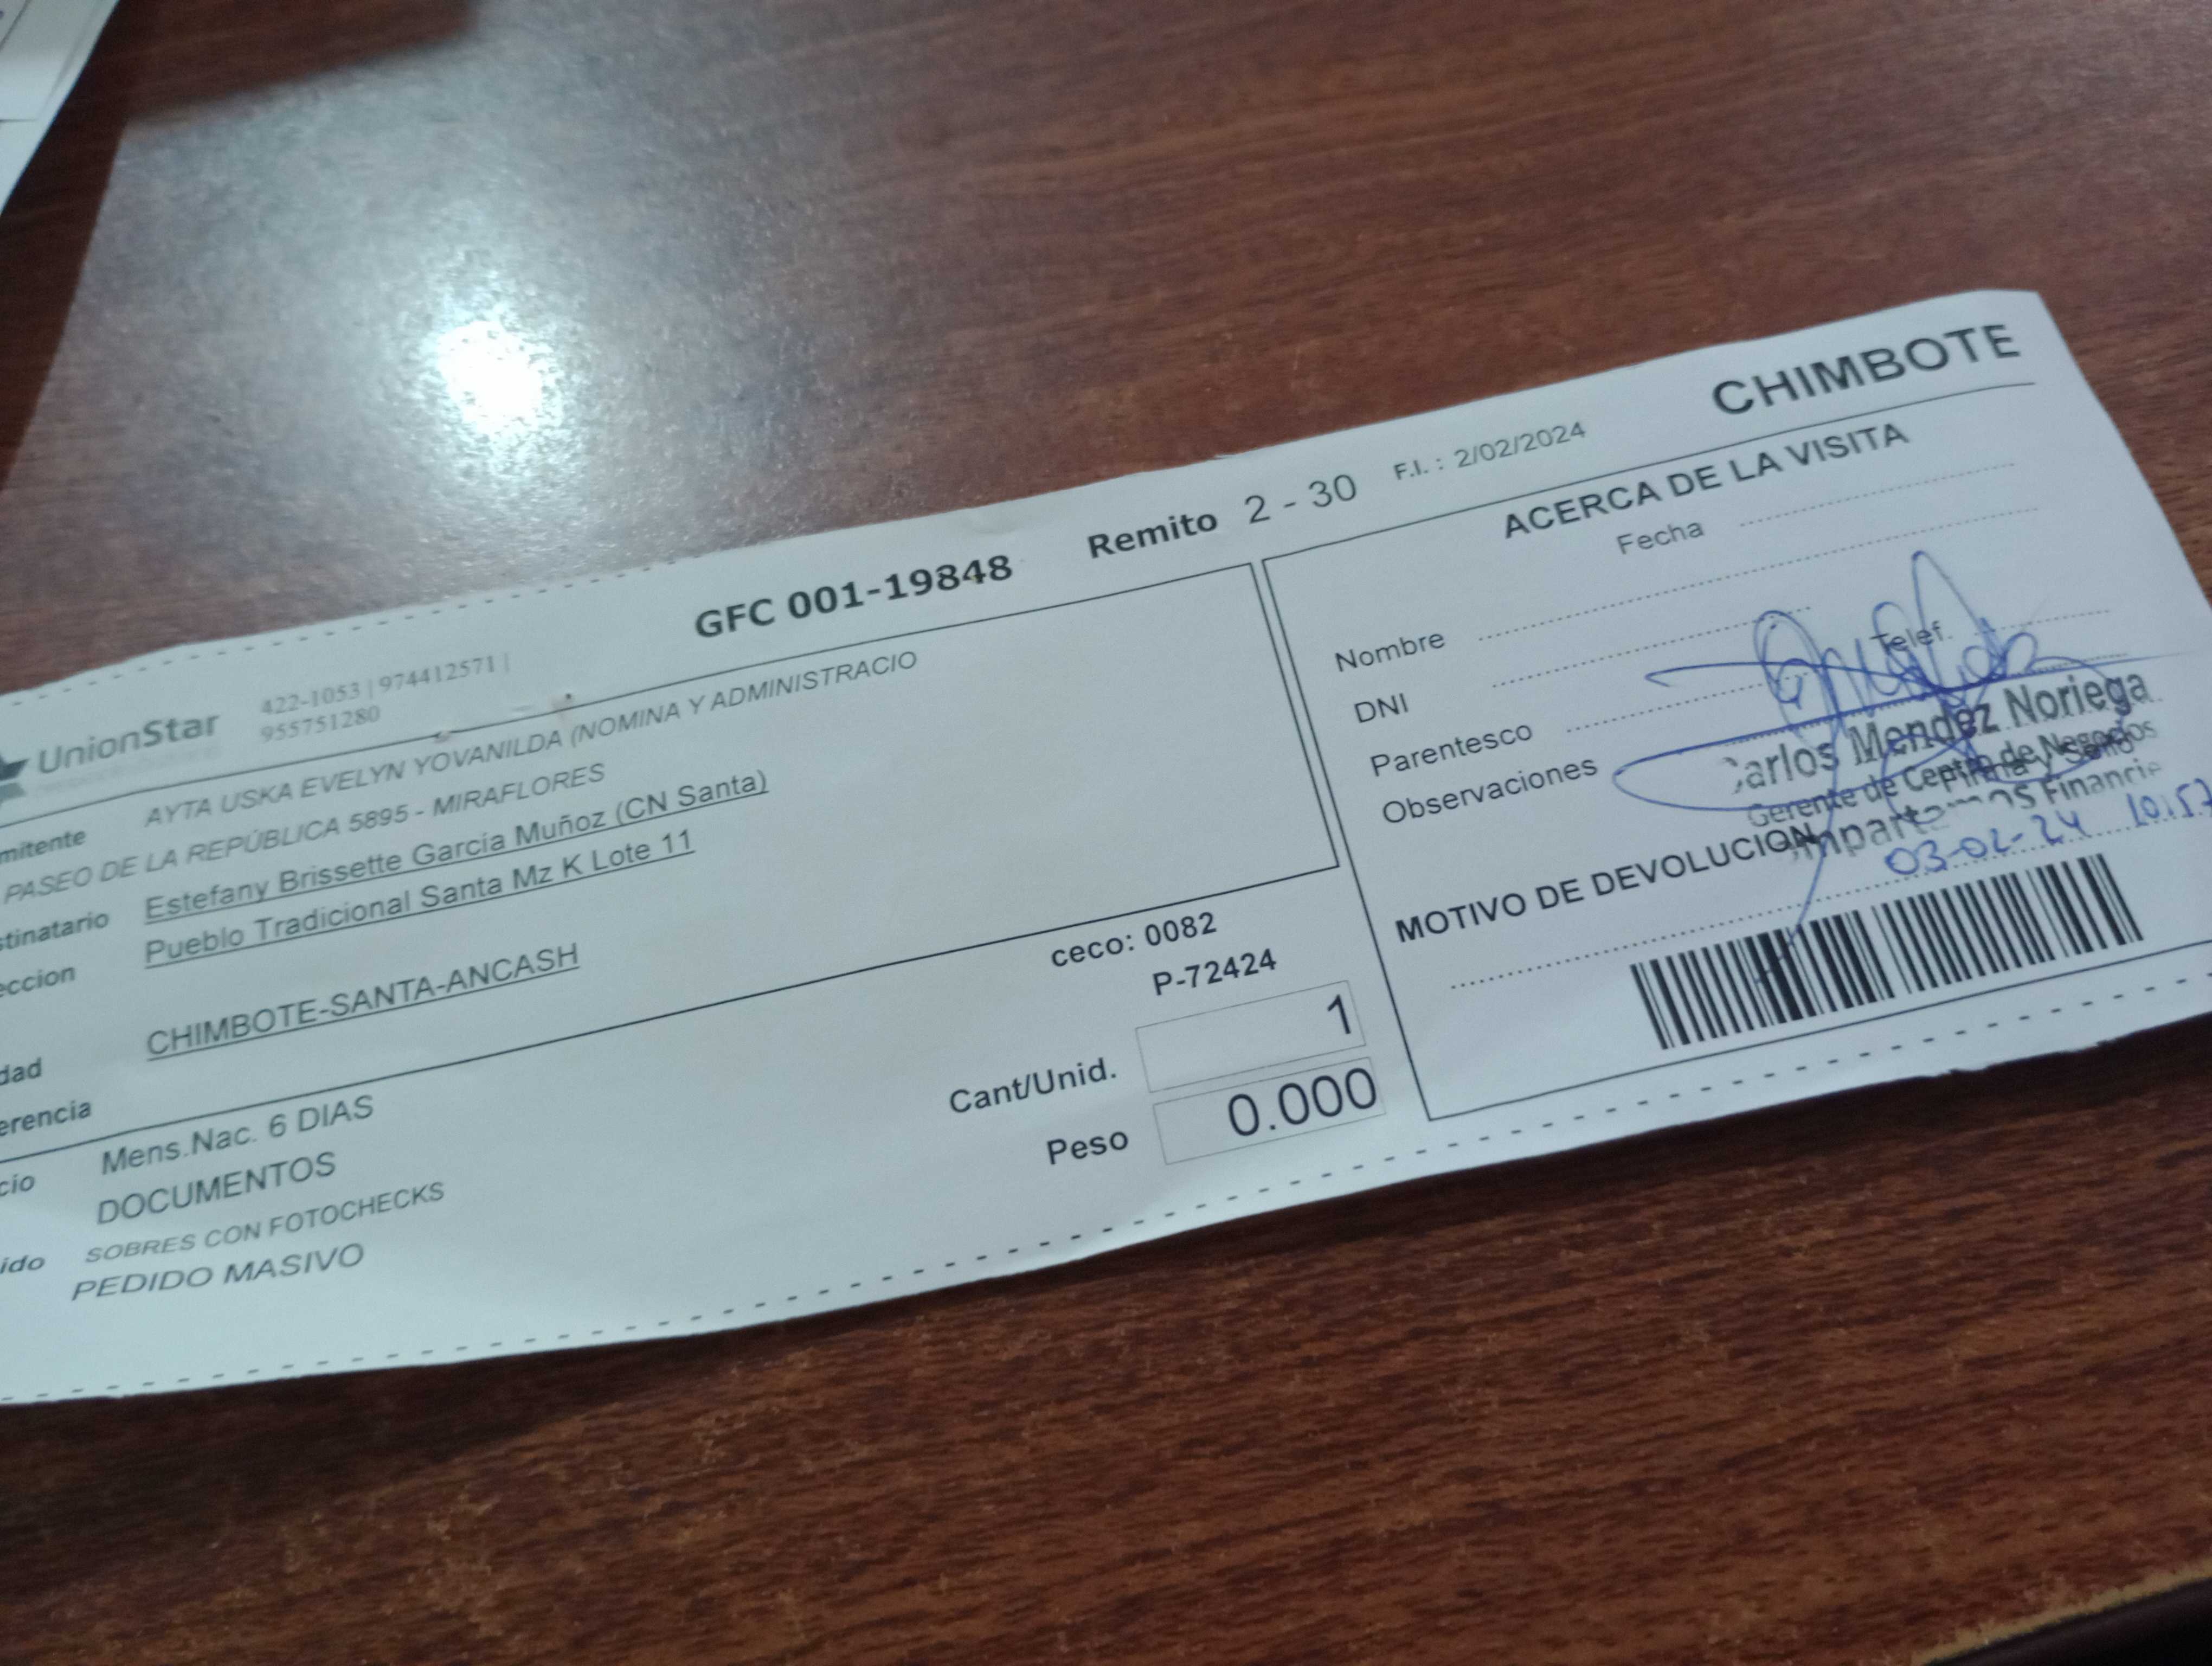 CHIMBOTE
GFC 001-19848 Remito 2 - 30 F.I. : 2/02/2024
UnionStar
422-1053 | 974412571 |
955751280
mitente AYTA USKA EVELYN YOVANILDA (NOMINA Y ADMINISTRACIO
PASEO DE LA REPÚBLICA 5895 - MIRAFLORES
stinatario Estefany Brissette García Muñoz (CN Santa)
eccion Pueblo Tradicional Santa Mz K Lote 11
dad CHIMBOTE-SANTA-ANCASH
erencia
cio Mens.Nac. 6 DIAS
DOCUMENTOS
ido SOBRES CON FOTOCHECKS
PEDIDO MASIVO
ceco: 0082
P-72424
Cant/Unid. 1
Peso 0.000
ACERCA DE LA VISITA
Fecha
Nombre
DNI
Telef.
Parentesco
Observaciones
Carlos Mendez Noriega
Gerente de Centro de Negocios
Firma y Sello
Compartamos Financie
03-02-24 10:57
MOTIVO DE DEVOLUCION